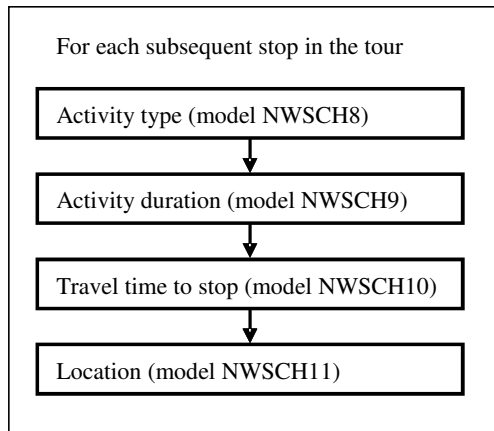 For each subsequent stop in the tour
Activity type (model NWSCH8)
Activity duration (model NWSCH9)
Travel time to stop (model NWSCH10)
Location (model NWSCH11)